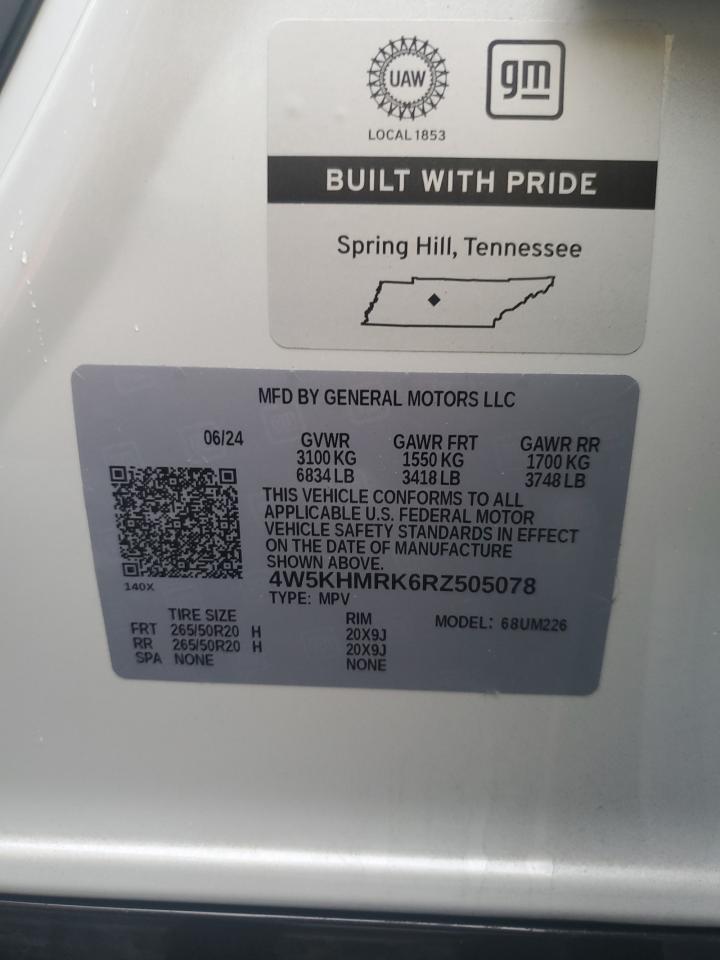 UAW
gm
LOCAL 1853
BUILT WITH PRIDE
Spring Hill, Tennessee
MFD BY GENERAL MOTORS LLC
06/24 GVWR GAWR FRT GAWR RR
3100 KG 1550 KG 1700 KG
6834 LB 3418 LB 3748 LB
THIS VEHICLE CONFORMS TO ALL
APPLICABLE U.S. FEDERAL MOTOR
VEHICLE SAFETY STANDARDS IN EFFECT
ON THE DATE OF MANUFACTURE
SHOWN ABOVE.
140X
4W5KHMRK6RZ505078
TYPE: MPV
TIRE SIZE RIM MODEL: 68UM226
FRT 265/50R20 H 20X9J
RR 265/50R20 H 20X9J
SPA NONE NONE